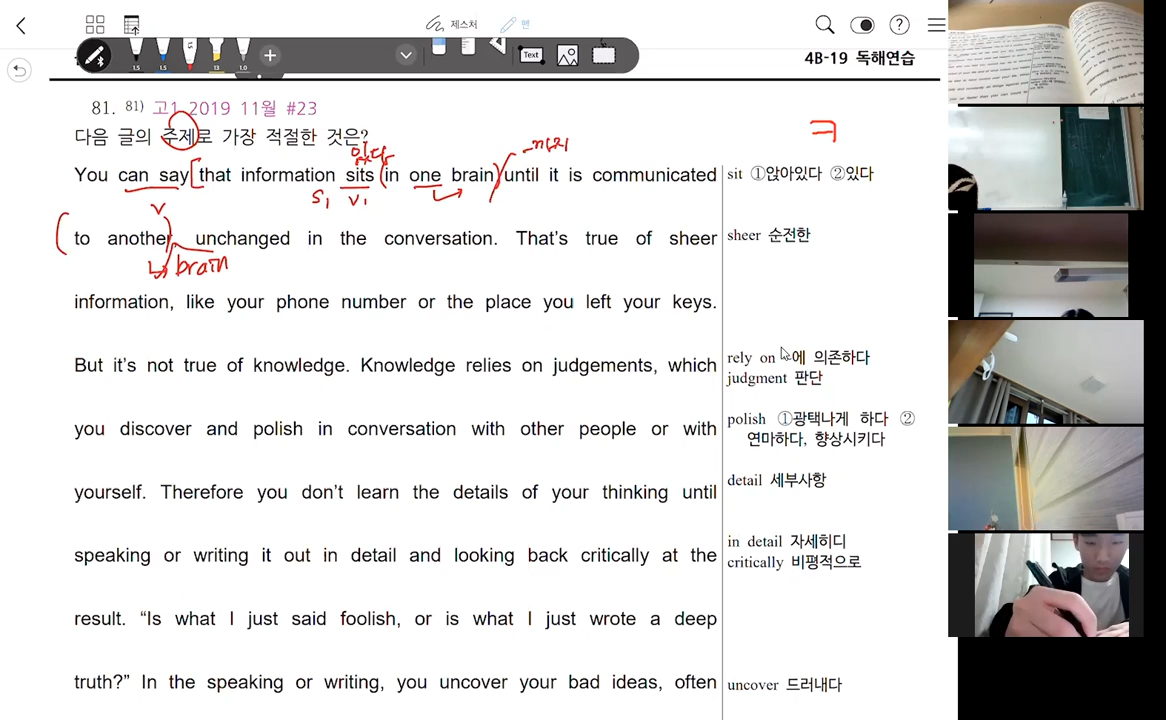 제스처
펜
1.5
1.5
13
1.0
Text
4B-19 독해연습
81. 81) 고1 2019 11월 #23
다음 글의 주제로 가장 적절한 것은?
ㅋ
있다
까지
You can say [that information sits (in one brain) until it is communicated
sit ①앉아있다 ②있다
S1 V1
V
(to another) unchanged in the conversation. That's true of sheer
sheer 순전한
brain
information, like your phone number or the place you left your keys.
But it's not true of knowledge. Knowledge relies on judgements, which
rely on ~에 의존하다
judgment 판단
you discover and polish in conversation with other people or with
polish ①광택나게 하다 ②
연마하다, 향상시키다
yourself. Therefore you don't learn the details of your thinking until
detail 세부사항
speaking or writing it out in detail and looking back critically at the
in detail 자세히디
critically 비평적으로
result. “Is what I just said foolish, or is what I just wrote a deep
truth?” In the speaking or writing, you uncover your bad ideas, often
uncover 드러내다